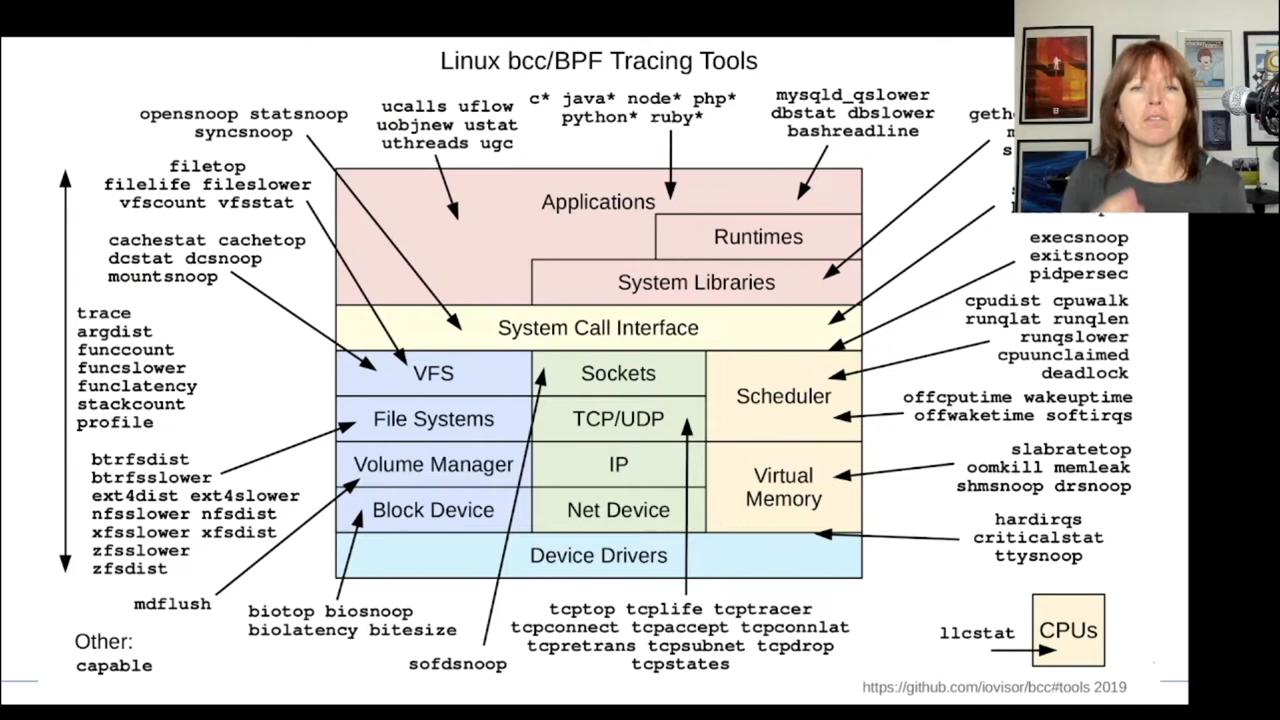 Linux bcc/BPF Tracing Tools
opensnoop statsnoop
syncsnoop
ucalls uflow
uobjnew ustat
uthreads ugc
c* java* node* php*
python* ruby*
mysqld_qslower
dbstat dbslower
bashreadline
filetop
filelife fileslower
vfscount vfsstat
cachestat cachetop
dcstat dcsnoop
mountsnoop
trace
argdist
funccount
funcslower
funclatency
stackcount
profile
btrfsdist
btrfsslower
ext4dist ext4slower
nfsslower nfsdist
xfsslower xfsdist
zfsslower
zfsdist
mdflush
Other:
capable
Applications
Runtimes
System Libraries
System Call Interface
VFS
Sockets
Scheduler
File Systems
TCP/UDP
Volume Manager
IP
Virtual
Memory
Block Device
Net Device
Device Drivers
execsnoop
exitsnoop
pidpersec
cpudist cpuwalk
runqlat runqlen
runqslower
cpuunclaimed
deadlock
offcputime wakeuptime
offwaketime softirqs
slabratetop
oomkill memleak
shmsnoop drsnoop
hardirqs
criticalstat
ttysnoop
biotop biosnoop
biolatency bitesize
sofdsnoop
tcptop tcplife tcptracer
tcpconnect tcpaccept tcpconnlat
tcpretrans tcpsubnet tcpdrop
tcpstates
llcstat
CPUs
https://github.com/iovisor/bcc#tools 2019